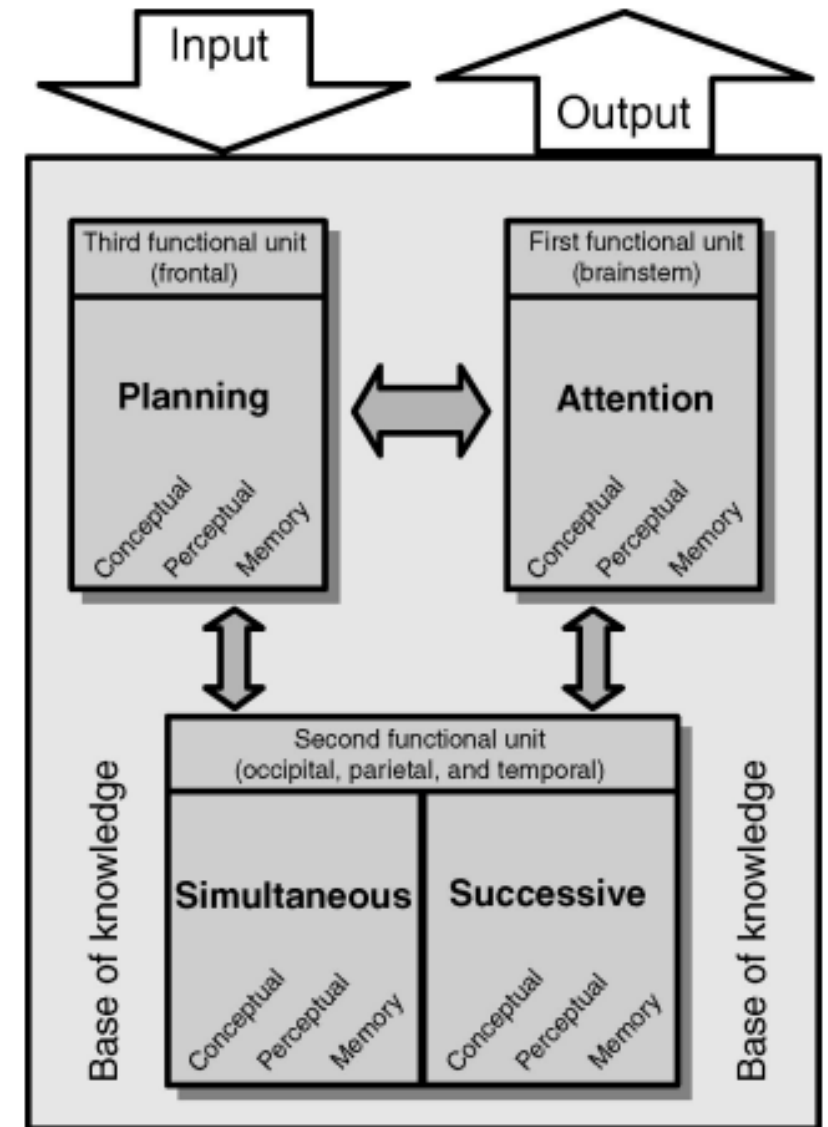 Input
Output
Third functional unit
(frontal)
Planning
Conceptual
Perceptual
Memory
First functional unit
(brainstem)
Attention
Conceptual
Perceptual
Memory
Second functional unit
(occipital, parietal, and temporal)
Simultaneous
Conceptual
Perceptual
Memory
Successive
Conceptual
Perceptual
Memory
Base of knowledge
Base of knowledge